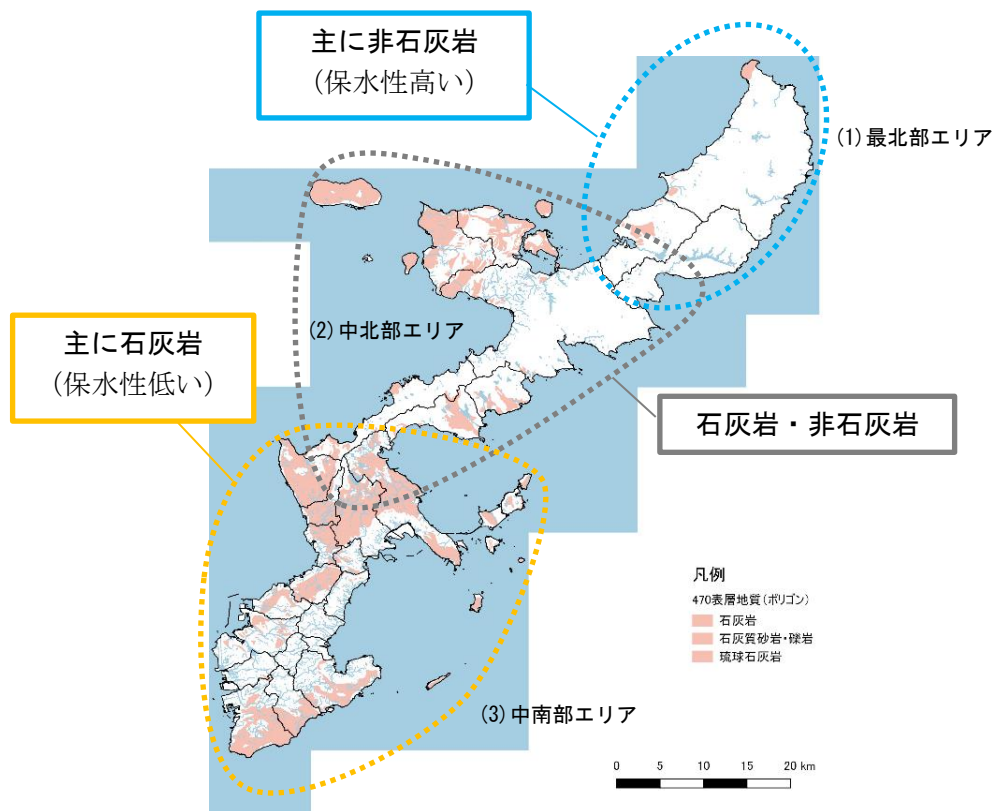 主に非石灰岩
(保水性高い)
(1) 最北部エリア
(2) 中北部エリア
主に石灰岩
(保水性低い)
石灰岩・非石灰岩
凡例
470表層地質(ポリゴン)
石灰岩
石灰質砂岩・礫岩
琉球石灰岩
(3) 中南部エリア
0 5 10 15 20 km